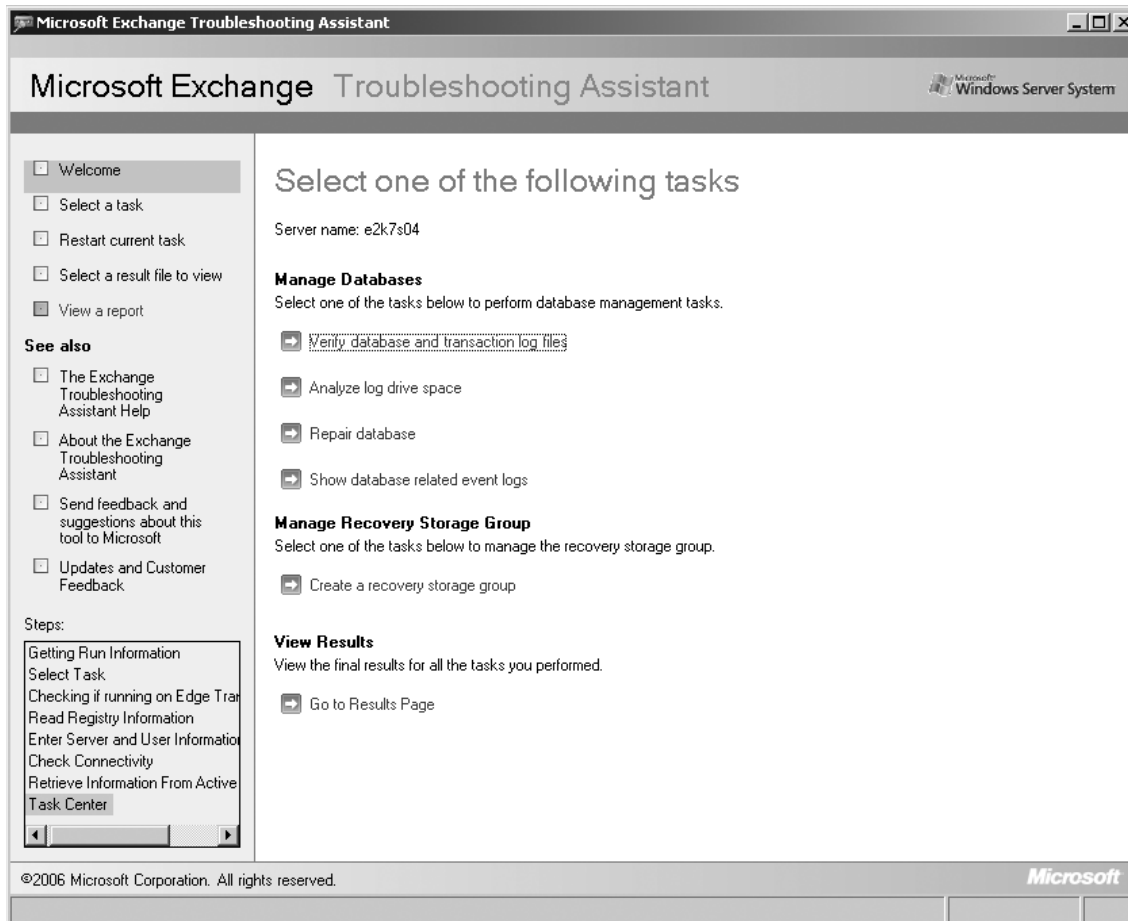 Microsoft Exchange Troubleshooting Assistant
Microsoft Exchange Troubleshooting Assistant
Microsoft
Windows Server System
Welcome
Select a task
Restart current task
Select a result file to view
View a report
See also
The Exchange
Troubleshooting
Assistant Help
About the Exchange
Troubleshooting
Assistant
Send feedback and
suggestions about this
tool to Microsoft
Updates and Customer
Feedback
Steps:
Getting Run Information
Select Task
Checking if running on Edge Tran
Read Registry Information
Enter Server and User Information
Check Connectivity
Retrieve Information From Active
Task Center
Select one of the following tasks
Server name: e2k7s04
Manage Databases
Select one of the tasks below to perform database management tasks.
Verify database and transaction log files
Analyze log drive space
Repair database
Show database related event logs
Manage Recovery Storage Group
Select one of the tasks below to manage the recovery storage group.
Create a recovery storage group
View Results
View the final results for all the tasks you performed.
Go to Results Page
©2006 Microsoft Corporation. All rights reserved.
Microsoft